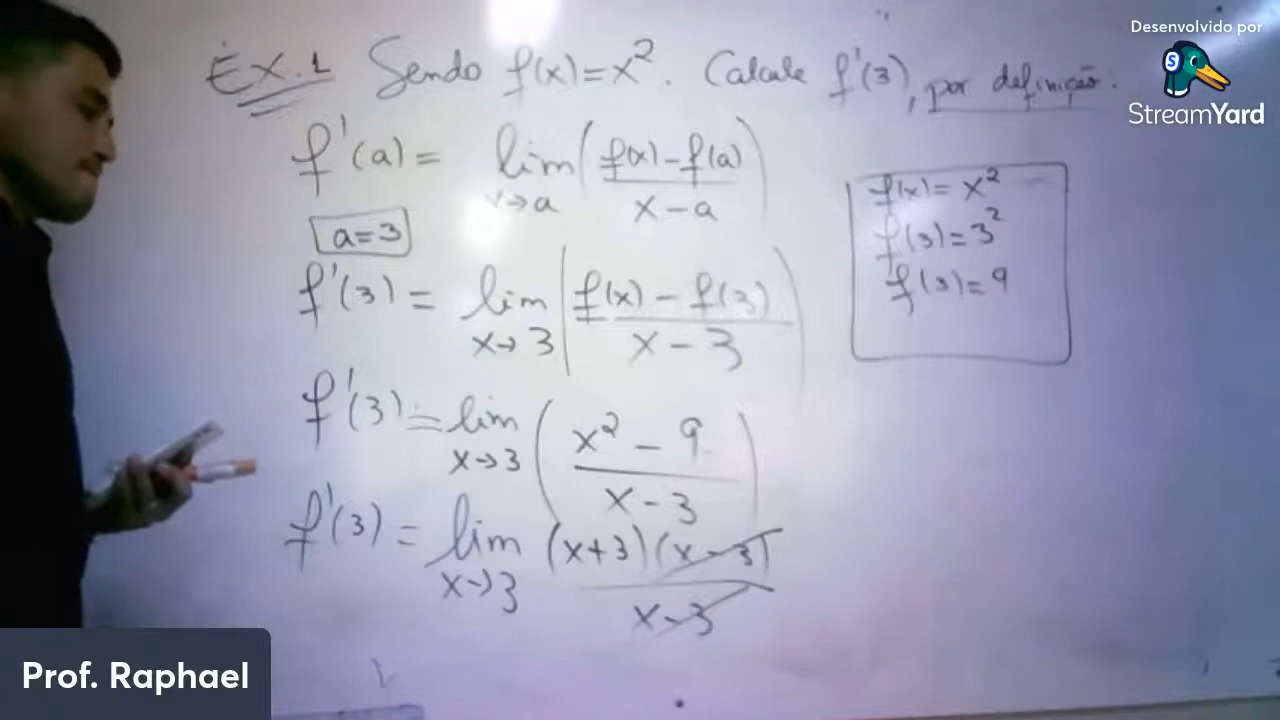 Desenvolvido por
StreamYard
EX.1 Sendo f(x)=x². Calcule f'(3), por definição:
f'(a) = lim x→a (f(x)-f(a) / x-a)
a=3
f'(3) = lim x→3 (f(x) - f(3) / x-3)
f'(3) = lim x→3 (x² - 9 / x-3)
f'(3) = lim x→3 (x+3)(x-3) / x-3
f(x) = x²
f(3) = 3²
f(3) = 9
Prof. Raphael